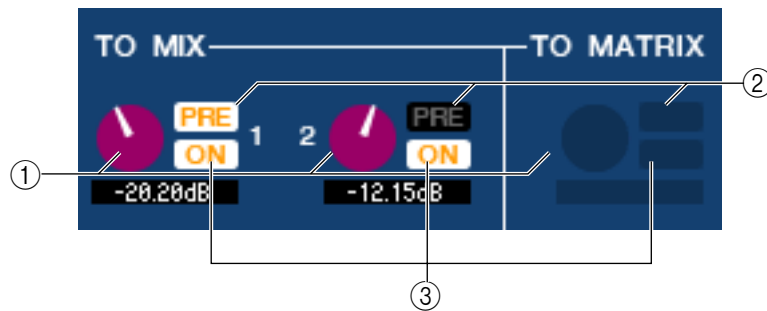 TO MIX TO MATRIX
PRE 1 2 PRE ②
ON ON
①
-20.20dB -12.15dB
③